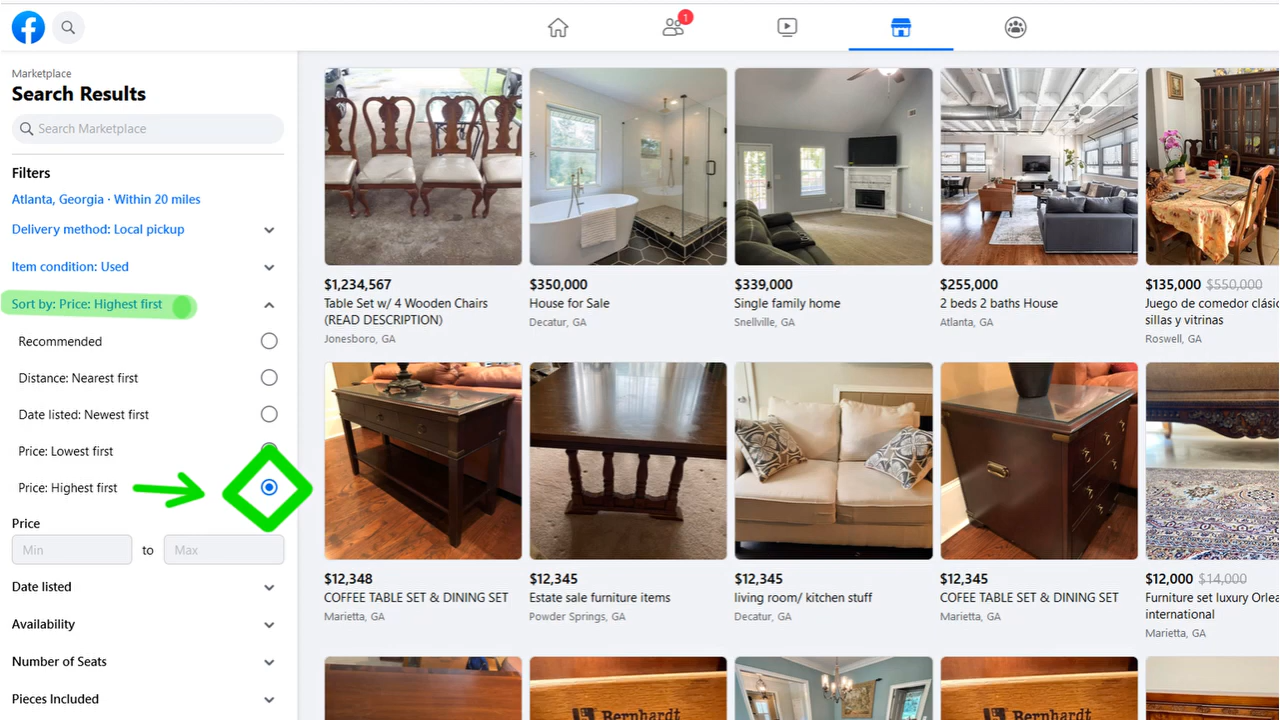 1
Marketplace
Search Results
Search Marketplace
Filters
Atlanta, Georgia · Within 20 miles
Delivery method: Local pickup
Item condition: Used
Sort by: Price: Highest first
Recommended
Distance: Nearest first
Date listed: Newest first
Price: Lowest first
Price: Highest first
Price
Min to Max
Date listed
Availability
Number of Seats
Pieces Included
$1,234,567
Table Set w/ 4 Wooden Chairs
(READ DESCRIPTION)
Jonesboro, GA
$350,000
House for Sale
Decatur, GA
$339,000
Single family home
Snellville, GA
$255,000
2 beds 2 baths House
Atlanta, GA
$135,000 $550,000
Juego de comedor clásic
sillas y vitrinas
Roswell, GA
$12,348
COFEE TABLE SET & DINING SET
Marietta, GA
$12,345
Estate sale furniture items
Powder Springs, GA
$12,345
living room/ kitchen stuff
Decatur, GA
$12,345
COFEE TABLE SET & DINING SET
Marietta, GA
$12,000 $14,000
Furniture set luxury Orlea
international
Marietta, GA
Bernhardt
Bernhardt